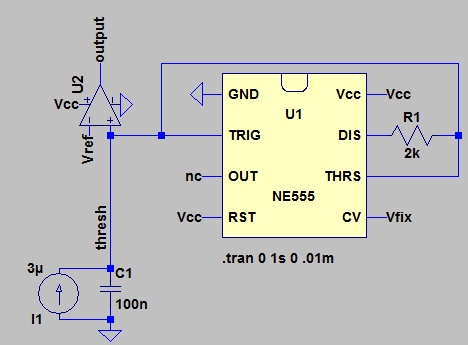 output
U2
Vcc
Vref
GND
Vcc
Vcc
U1
R1
TRIG
DIS
2k
nc
OUT
THRS
NE555
Vcc
RST
CV
Vfix
thresh
.tran 0 1s 0 .01m
3µ
C1
100n
I1